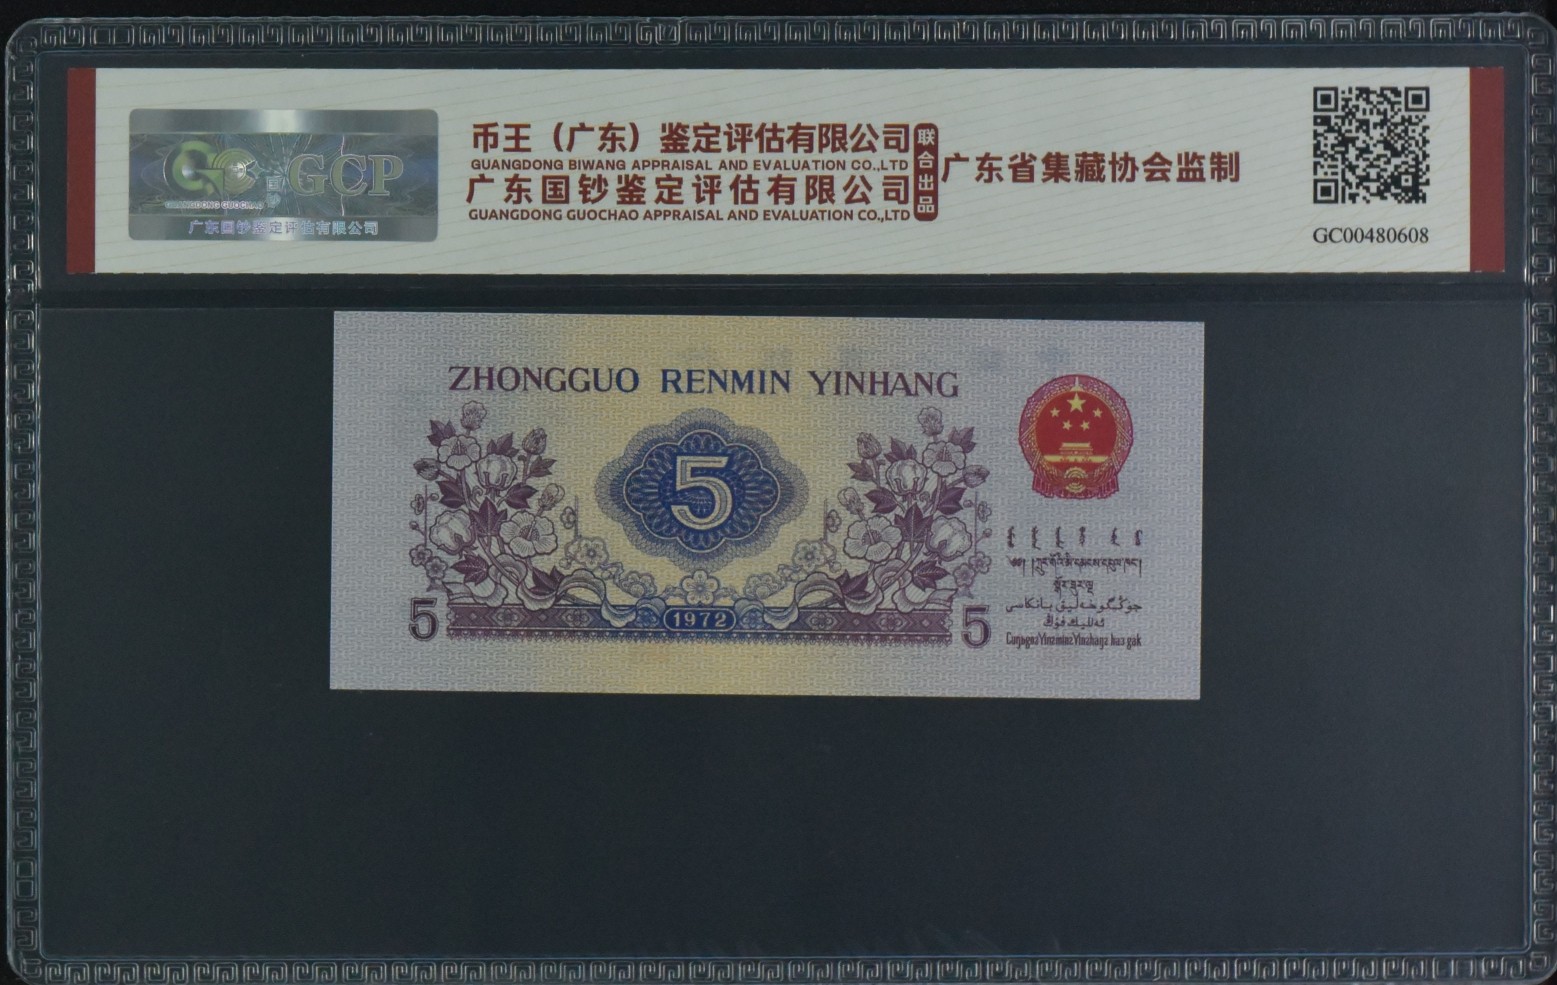 GCP
GUANGDONG GUOCHAO
广东国钞鉴定评估有限公司
币王（广东）鉴定评估有限公司
GUANGDONG BIWANG APPRAISAL AND EVALUATION CO.,LTD
广东国钞鉴定评估有限公司
GUANGDONG GUOCHAO APPRAISAL AND EVALUATION CO.,LTD
联合出品
广东省集藏协会监制
GC00480608
ZHONGGUO RENMIN YINHANG
5
5
1972
5